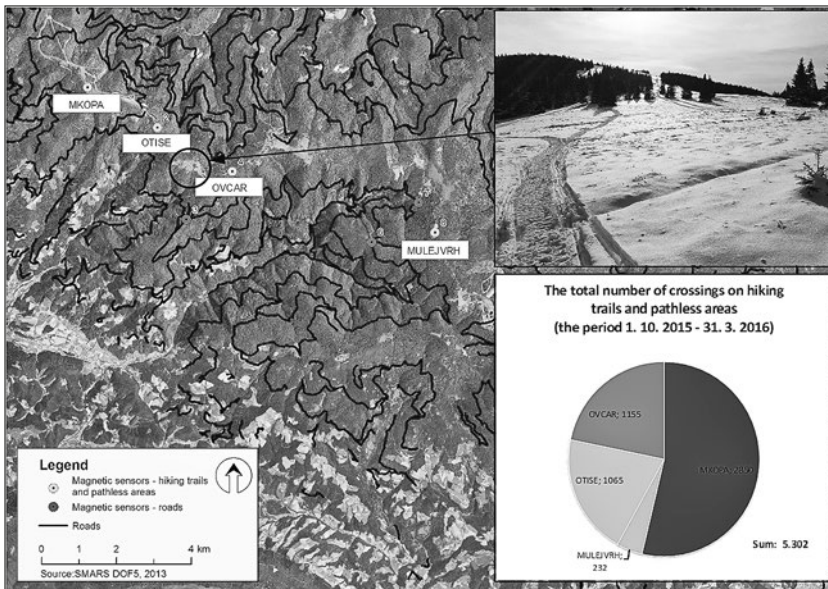 MKOPA
OTISE
OVCAR
MULEJVRH
Legend
Magnetic sensors - hiking trails
and pathless areas
Magnetic sensors - roads
Roads
0 1 2 4 km
Source:SMARS DOF5, 2013
The total number of crossings on hiking
trails and pathless areas
(the period 1. 10. 2015 - 31. 3. 2016)
OVCAR; 1155
MKOPA; 2850
OTISE; 1065
MULEJVRH;
232
Sum: 5.302